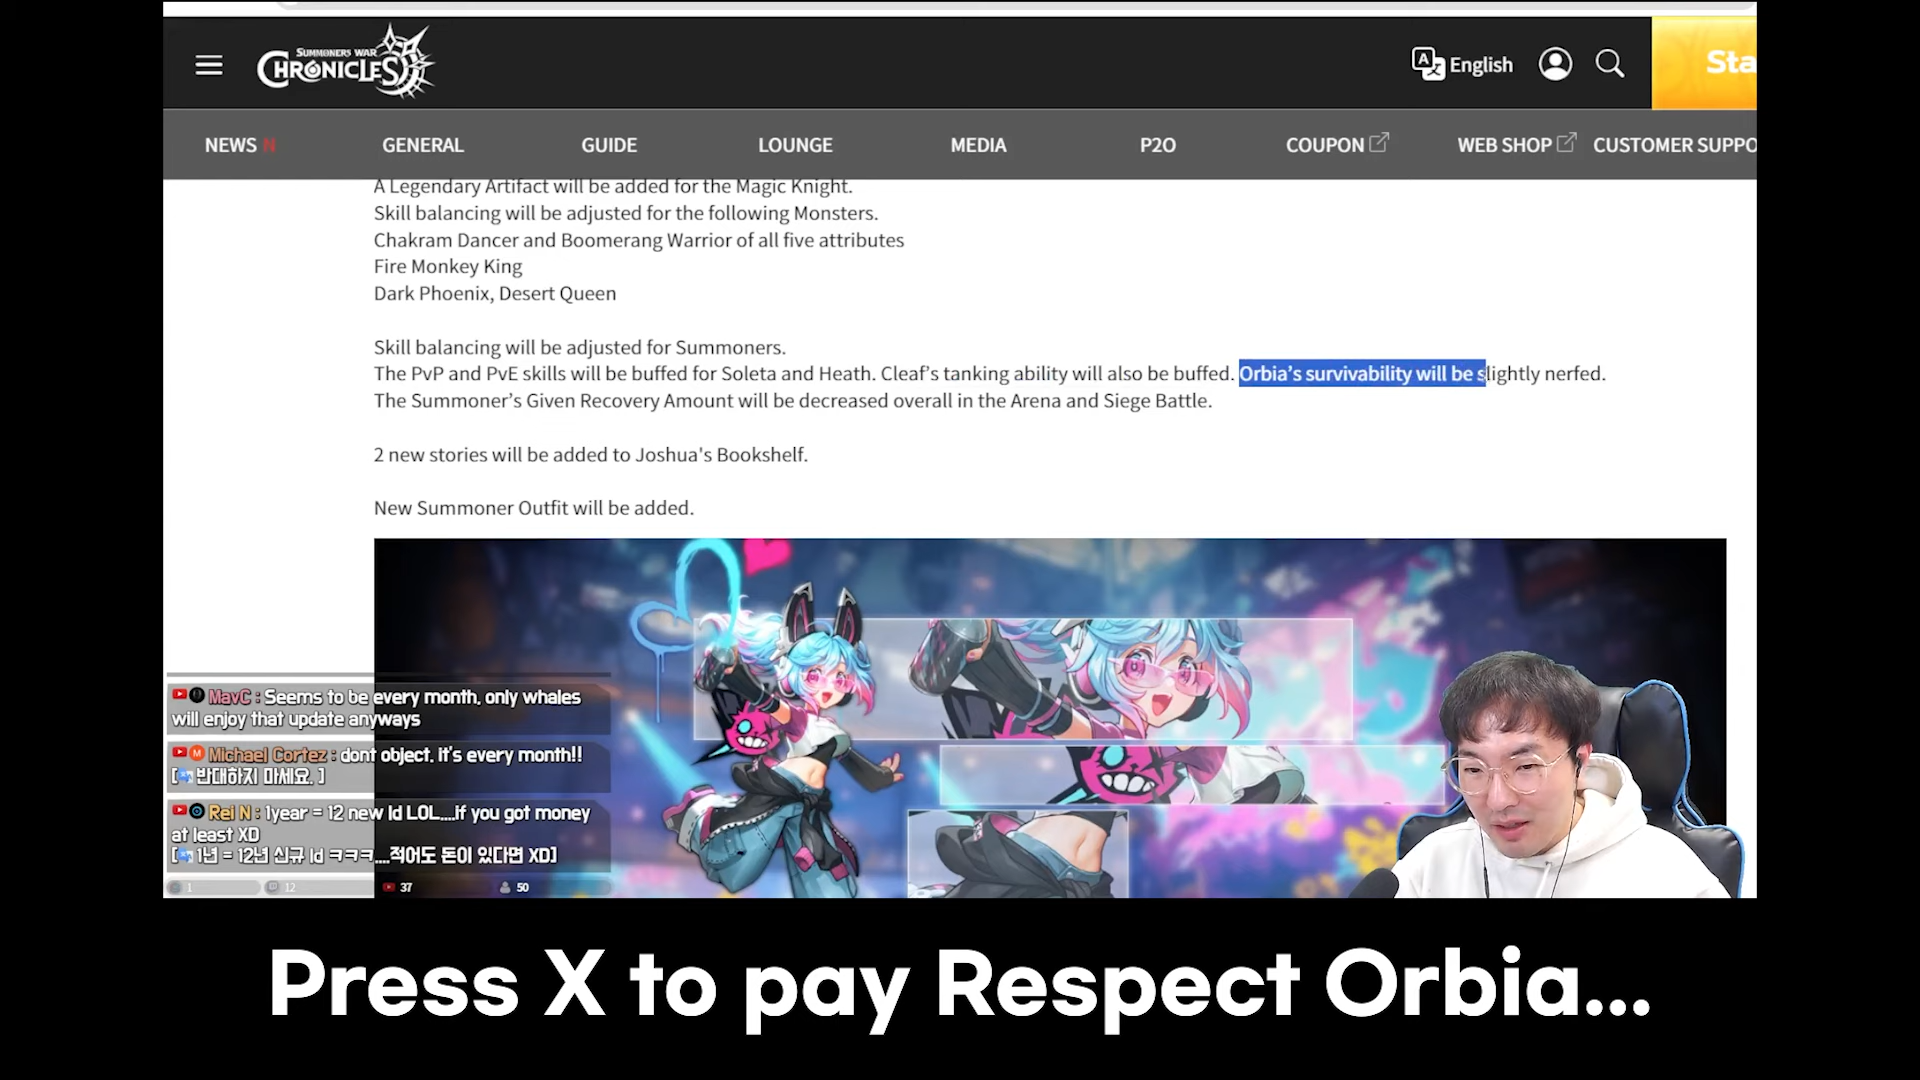 SUMMONERS WAR
CHRONICLES
English
Sta
NEWS N
GENERAL
GUIDE
LOUNGE
MEDIA
P2O
COUPON
WEB SHOP
CUSTOMER SUPPO
A Legendary Artifact will be added for the Magic Knight.
Skill balancing will be adjusted for the following Monsters.
Chakram Dancer and Boomerang Warrior of all five attributes
Fire Monkey King
Dark Phoenix, Desert Queen
Skill balancing will be adjusted for Summoners.
The PvP and PvE skills will be buffed for Soleta and Heath. Cleaf’s tanking ability will also be buffed. Orbia’s survivability will be slightly nerfed.
The Summoner’s Given Recovery Amount will be decreased overall in the Arena and Siege Battle.
2 new stories will be added to Joshua's Bookshelf.
New Summoner Outfit will be added.
MavC : Seems to be every month, only whales
will enjoy that update anyways
Michael Cortez : dont object. it's every month!!
[반대하지 마세요. ]
Rei N : 1year = 12 new ld LOL....if you got money
at least XD
[1년 = 12년 신규 ld ㅋㅋㅋ....적어도 돈이 있다면 XD]
1
12
37
50
Press X to pay Respect Orbia...